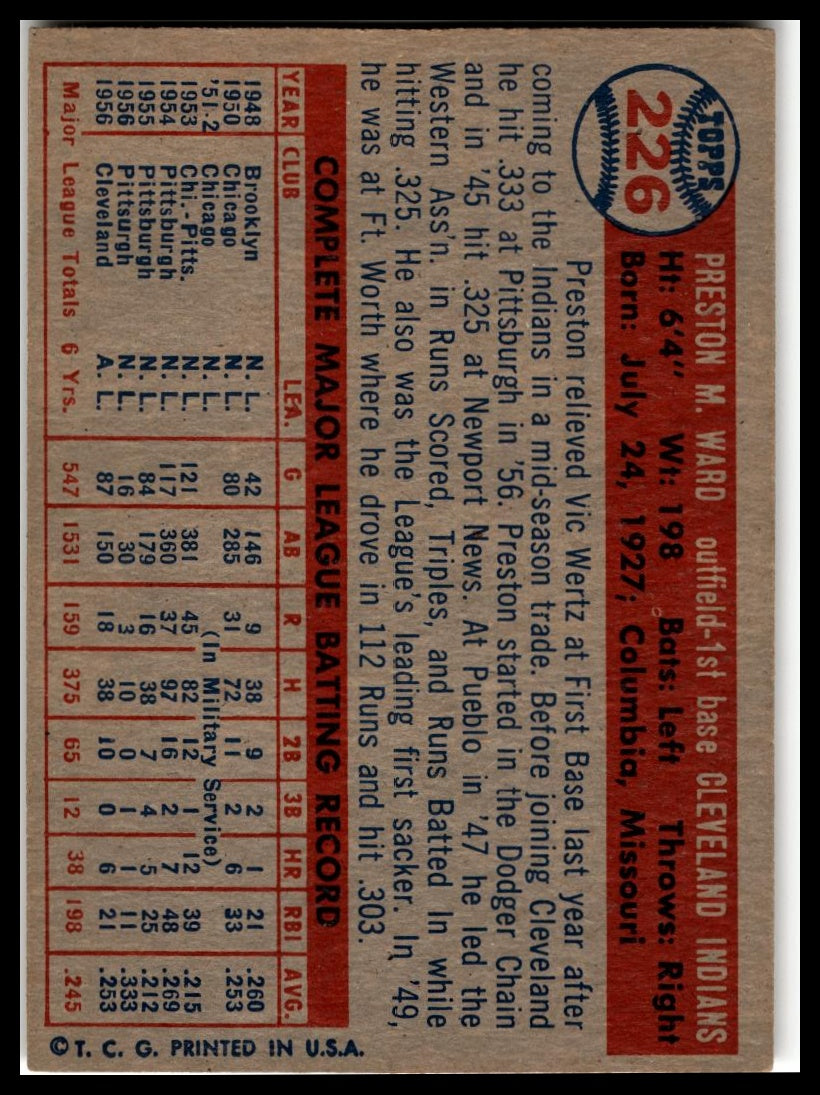 TOPPS
226
PRESTON M. WARD outfield-1st base CLEVELAND INDIANS
Ht: 6'4" Wt: 198 Bats: Left Throws: Right
Born: July 24, 1927; Columbia, Missouri
Preston relieved Vic Wertz at First Base last year after
coming to the Indians in a mid-season trade. Before joining Cleveland
he hit .333 at Pittsburgh in '56. Preston started in the Dodger Chain
and in '45 hit .325 at Newport News. At Pueblo in '47 he led the
Western Ass'n. in Runs Scored, Triples, and Runs Batted In while
hitting .325. He also was the League's leading first sacker. In '49,
he was at Ft. Worth where he drove in 112 Runs and hit .303.
COMPLETE MAJOR LEAGUE BATTING RECORD
YEAR CLUB LEA. G AB R H 2B 3B HR RBI AVG.
1948 Brooklyn N. L. 42 146 9 38 9 2 1 21 .260
1950 Chicago N. L. 80 285 31 72 11 2 6 33 .253
'51-2 Chicago N. L. (In Military Service)
1953 Chi.-Pitts. N. L. 121 381 45 82 12 1 12 39 .215
1954 Pittsburgh N. L. 117 360 37 97 16 2 7 48 .269
1955 Pittsburgh N. L. 84 179 16 38 7 4 5 25 .212
1956 Pittsurgh N. L. 16 30 3 10 0 1 1 11 .333
1956 Cleveland A. L. 87 150 18 38 10 0 6 21 .253
Major League Totals 6 Yrs. 547 1531 159 375 65 12 38 198 .245
© T. C. G. PRINTED IN U.S.A.